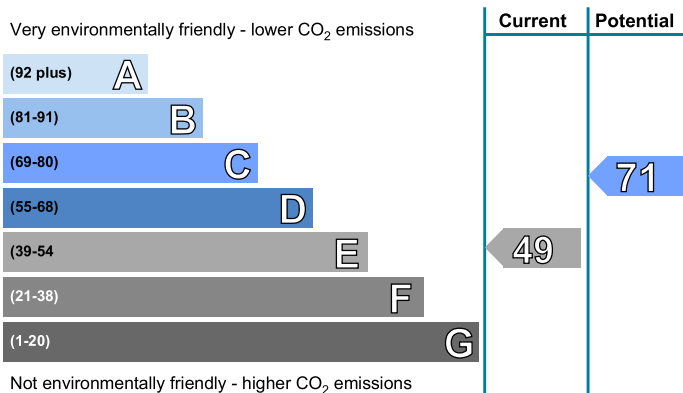 Current Potential
Very environmentally friendly - lower CO2 emissions
(92 plus) A
(81-91) B
(69-80) C
71
(55-68) D
(39-54 E
49
(21-38) F
(1-20) G
Not environmentally friendly - higher CO2 emissions